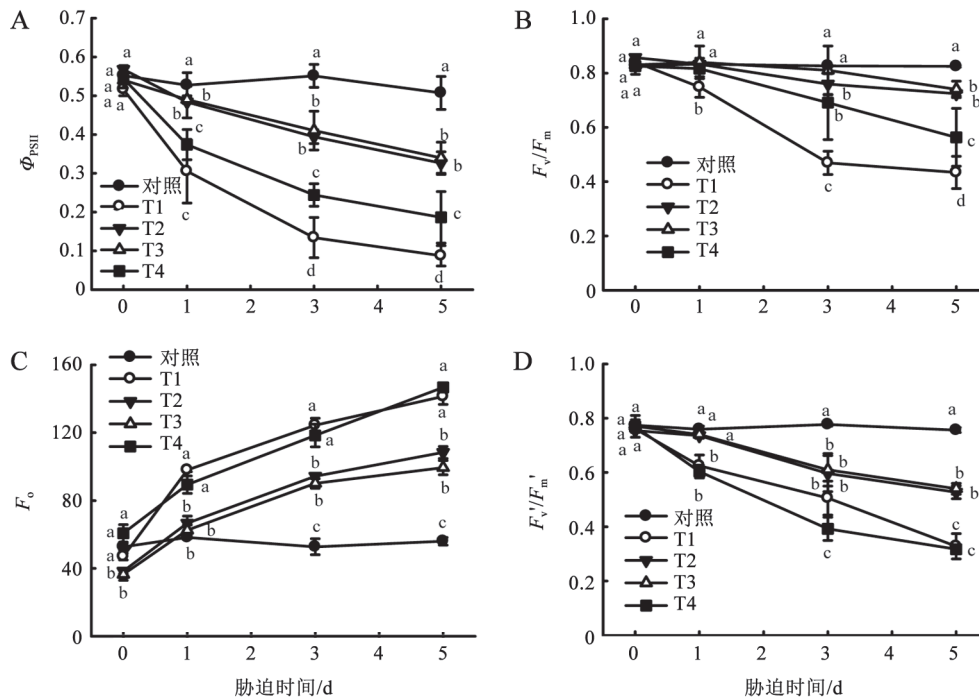 A
0.7
0.6
0.5
0.4
0.3
0.2
0.1
0
Φ_PSII
a a a a
a
a
a a
b b b
b b b
c c c
c d d
对照
T1
T2
T3
T4
0 1 2 3 4 5
B
1.0
0.8
0.6
0.4
0.2
0
F_v/F_m
a a a a
a
a a
b b b
b b
c c
d
对照
T1
T2
T3
T4
0 1 2 3 4 5
C
160
120
80
40
0
F_o
对照
T1
T2
T3
T4
a a a
a a a a
a a
b b b
b b b
b b c c
0 1 2 3 4 5
胁迫时间/d
D
1.0
0.8
0.6
0.4
0.2
0
F_v'/F_m'
a a a a
a a
a
a a
b b b
b b b b
c c
c
对照
T1
T2
T3
T4
0 1 2 3 4 5
胁迫时间/d